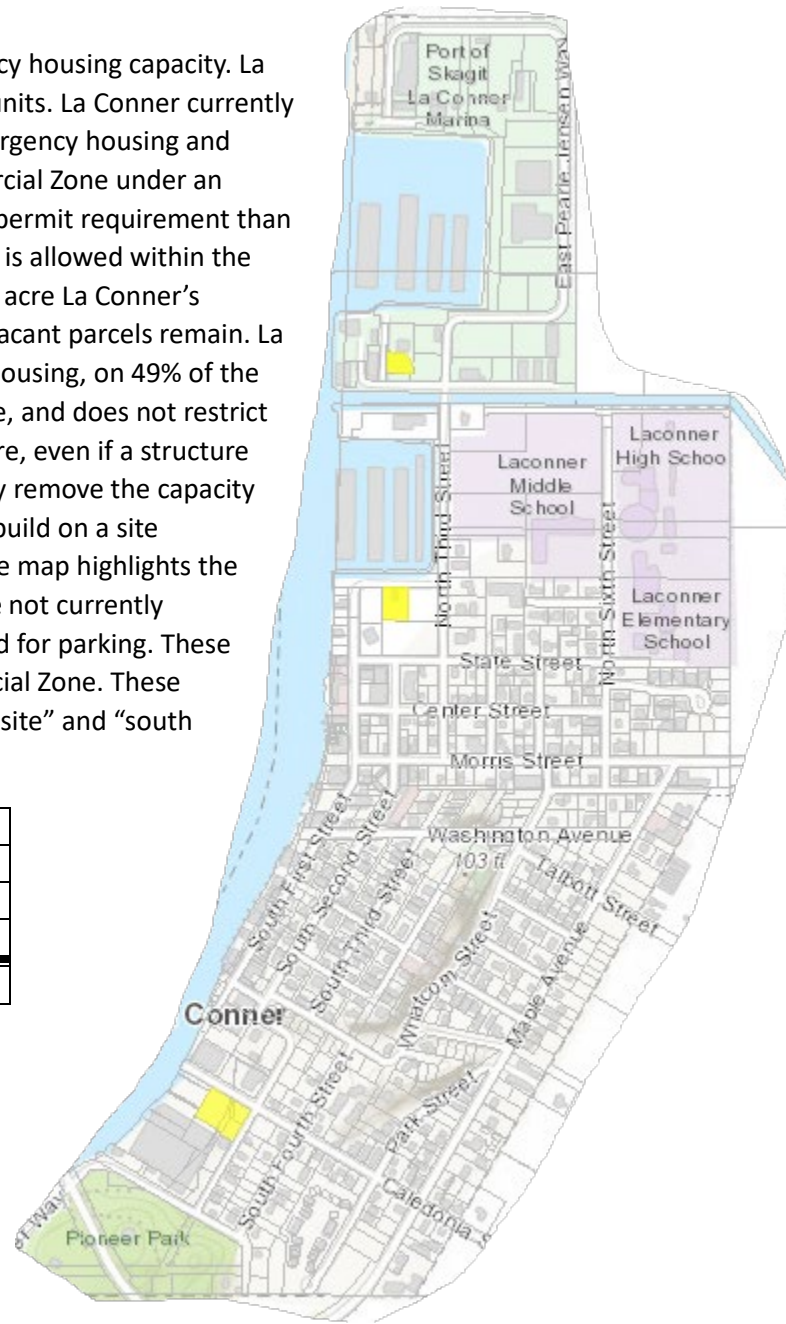 cy housing capacity. La
units. La Conner currently
ergency housing and
rcial Zone under an
permit requirement than
is allowed within the
acre La Conner's
acant parcels remain. La
ousing, on 49% of the
e, and does not restrict
re, even if a structure
y remove the capacity
build on a site
e map highlights the
e not currently
d for parking. These
cial Zone. These
site” and “south
Port of
Skagit
La Conner
Marina
East Pearle Jensen Way
Laconner
Middle
School
Laconner
High Schoo
North Third Street
North Sixth Street
Laconner
Elementary
School
State Street
Center Street
Morris Street
Washington Avenue
103 ft
Talbott Street
South First Street
South Second Street
South Third Street
Whatcom Street
Maple Avenue
Conner
Park Street
South Fourth Street
Caledonia S
Way
Pioneer Park